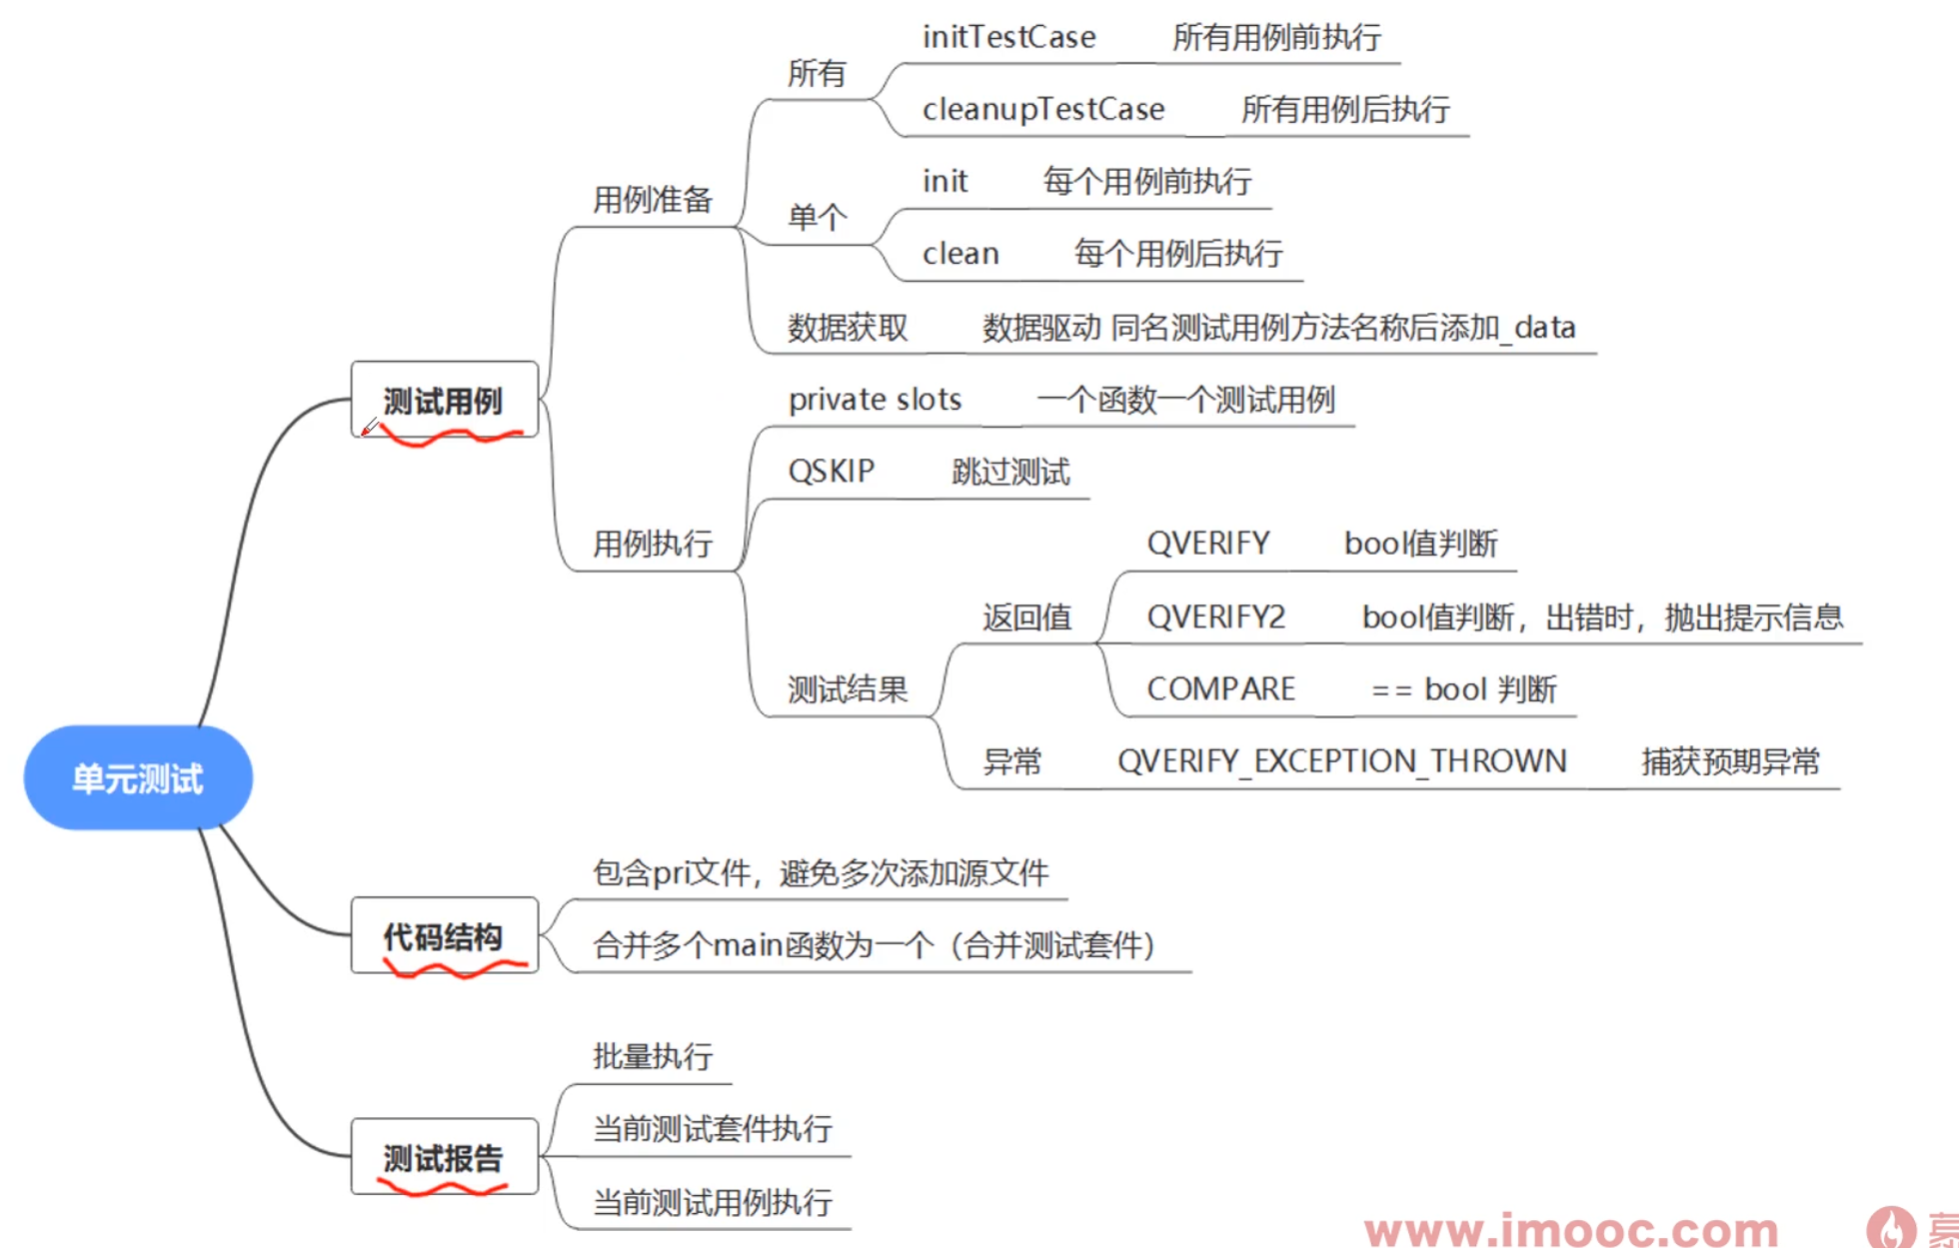 initTestCase 所有用例前执行
所有
cleanupTestCase 所有用例后执行
用例准备
init 每个用例前执行
单个
clean 每个用例后执行
数据获取 数据驱动 同名测试用例方法名称后添加_data
测试用例
private slots 一个函数一个测试用例
QSKIP 跳过测试
用例执行
QVERIFY bool值判断
返回值
QVERIFY2 bool值判断，出错时，抛出提示信息
测试结果
COMPARE == bool 判断
异常 QVERIFY_EXCEPTION_THROWN 捕获预期异常
单元测试
包含pri文件，避免多次添加源文件
代码结构
合并多个main函数为一个（合并测试套件）
批量执行
当前测试套件执行
测试报告
当前测试用例执行
www.imooc.com